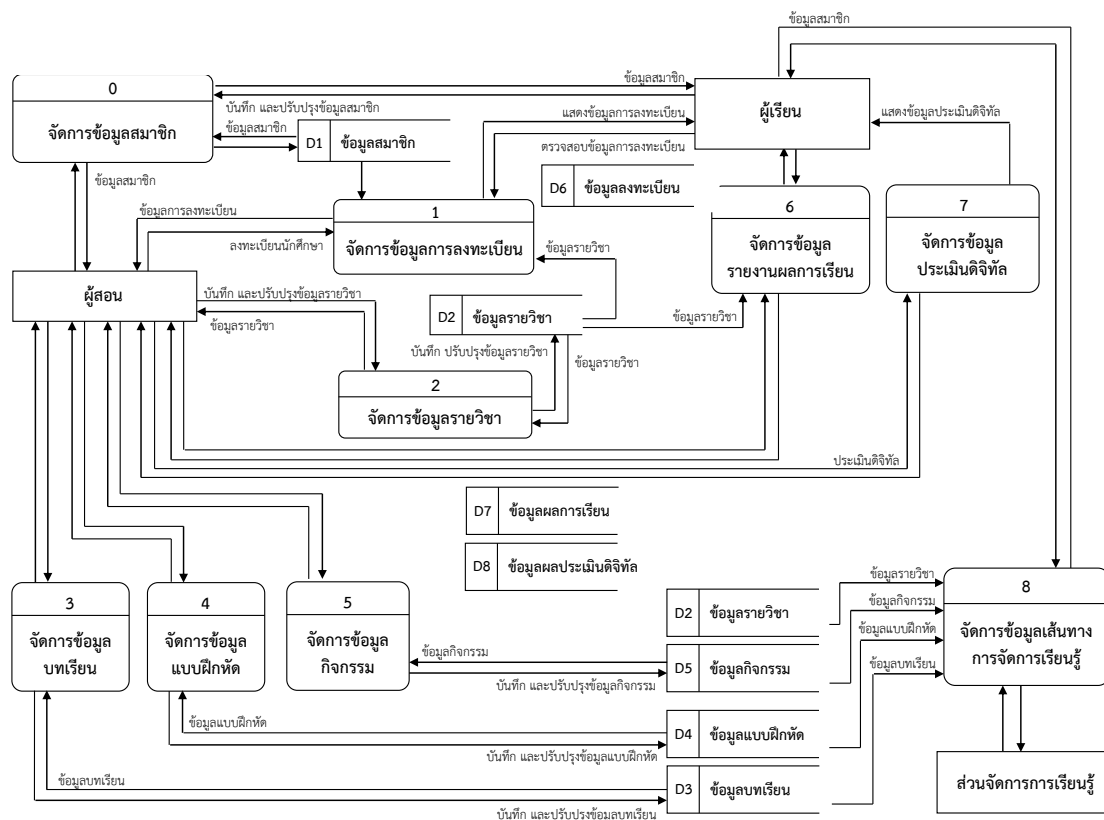 ข้อมูลสมาชิก
0
จัดการข้อมูลสมาชิก
ข้อมูลสมาชิก
บันทึก และปรับปรุงข้อมูลสมาชิก
ผู้เรียน
ข้อมูลสมาชิก
D1 ข้อมูลสมาชิก
แสดงข้อมูลการลงทะเบียน
แสดงข้อมูลประเมินดิจิทัล
ตรวจสอบข้อมูลการลงทะเบียน
ข้อมูลสมาชิก
D6 ข้อมูลลงทะเบียน
ข้อมูลการลงทะเบียน
ลงทะเบียนนักศึกษา
1
จัดการข้อมูลการลงทะเบียน
6
จัดการข้อมูล
รายงานผลการเรียน
7
จัดการข้อมูล
ประเมินดิจิทัล
ข้อมูลรายวิชา
ผู้สอน
บันทึก และปรับปรุงข้อมูลรายวิชา
ข้อมูลรายวิชา
D2 ข้อมูลรายวิชา
ข้อมูลรายวิชา
บันทึก ปรับปรุงข้อมูลรายวิชา
ข้อมูลรายวิชา
2
จัดการข้อมูลรายวิชา
ประเมินดิจิทัล
D7 ข้อมูลผลการเรียน
D8 ข้อมูลผลประเมินดิจิทัล
3
จัดการข้อมูล
บทเรียน
4
จัดการข้อมูล
แบบฝึกหัด
5
จัดการข้อมูล
กิจกรรม
D2 ข้อมูลรายวิชา
ข้อมูลรายวิชา
ข้อมูลกิจกรรม
ข้อมูลแบบฝึกหัด
ข้อมูลบทเรียน
8
จัดการข้อมูลเส้นทาง
การจัดการเรียนรู้
ข้อมูลกิจกรรม
D5 ข้อมูลกิจกรรม
บันทึก และปรับปรุงข้อมูลกิจกรรม
ข้อมูลแบบฝึกหัด
D4 ข้อมูลแบบฝึกหัด
บันทึก และปรับปรุงข้อมูลแบบฝึกหัด
ข้อมูลบทเรียน
D3 ข้อมูลบทเรียน
บันทึก และปรับปรุงข้อมูลบทเรียน
ส่วนจัดการการเรียนรู้